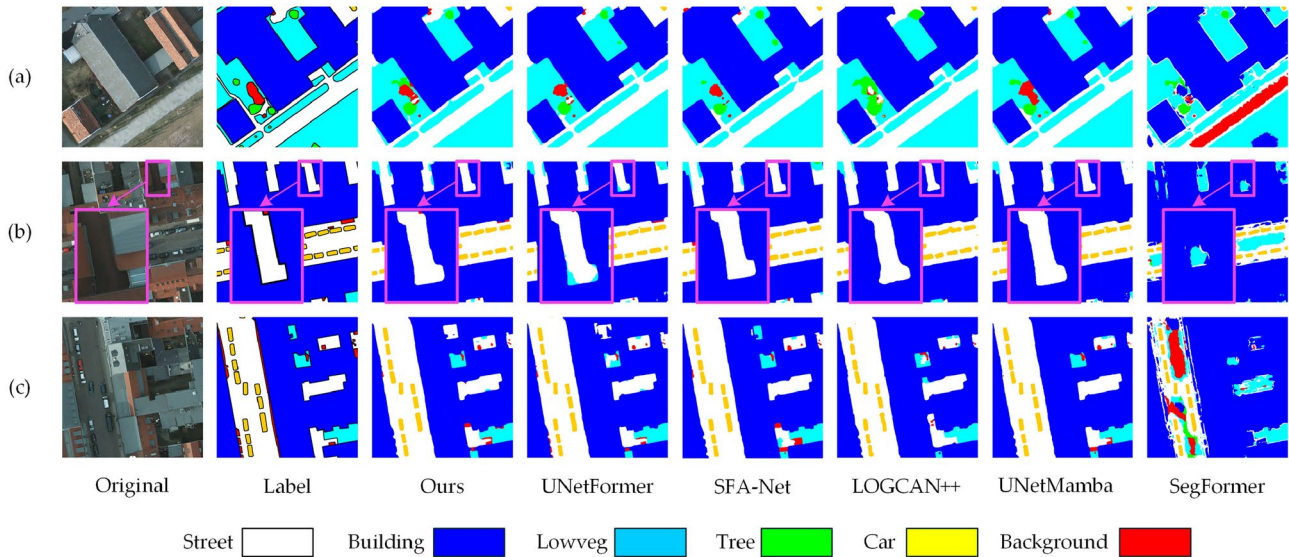 (a)
(b)
(c)
Original Label Ours UNetFormer SFA-Net LOGCAN++ UNetMamba SegFormer
Street Building Lowveg Tree Car Background